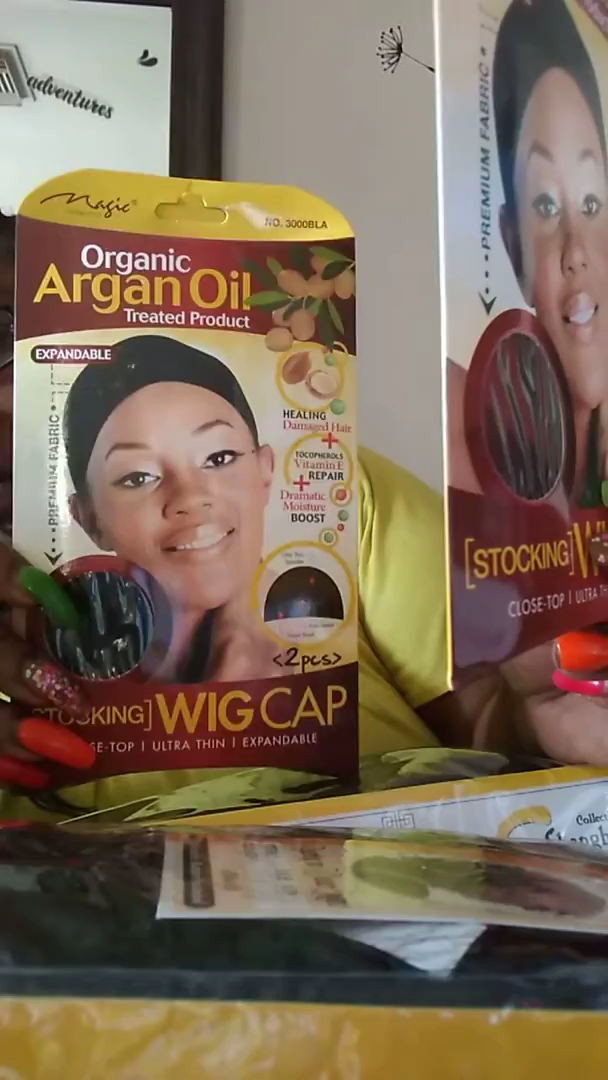 adventures
Magic
NO. 3000BLA
Organic
Argan Oil
Treated Product
EXPANDABLE
PREMIUM FABRIC
HEALING
Damaged Hair
+
TOCOPHEROLS
Vitamin E
REPAIR
+
Dramatic
Moisture
BOOST
<2pcs>
STOCKING] WIG CAP
SE-TOP | ULTRA THIN | EXPANDABLE
PREMIUM FABRIC
[STOCKING] W
CLOSE-TOP | ULTRA TH
Collect